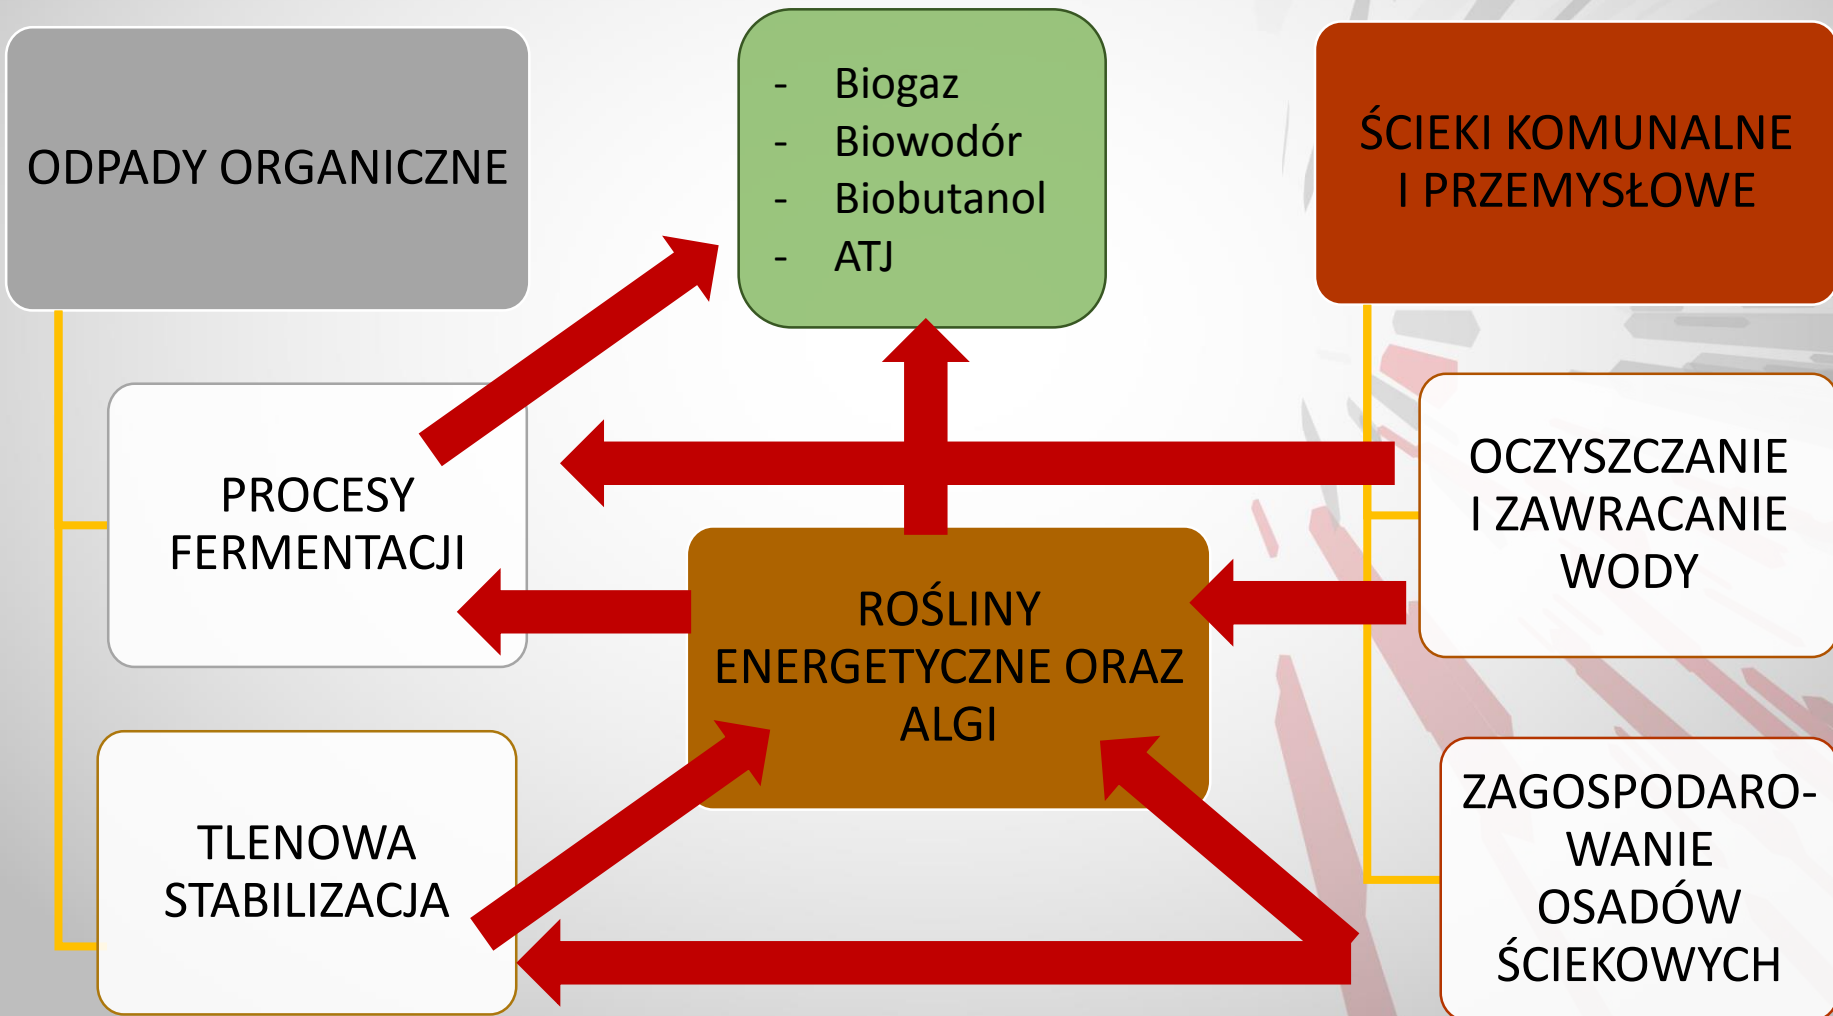 ODPADY ORGANICZNE
- Biogaz
- Biowodór
- Biobutanol
- ATJ
ŚCIEKI KOMUNALNE
I PRZEMYSŁOWE
PROCESY
FERMENTACJI
TLENOWA
STABILIZACJA
ROŚLINY
ENERGETYCZNE ORAZ
ALGI
OCZYSZCZANIE
I ZAWRACANIE
WODY
ZAGOSPODARO-
WANIE
OSADÓW
ŚCIEKOWYCH